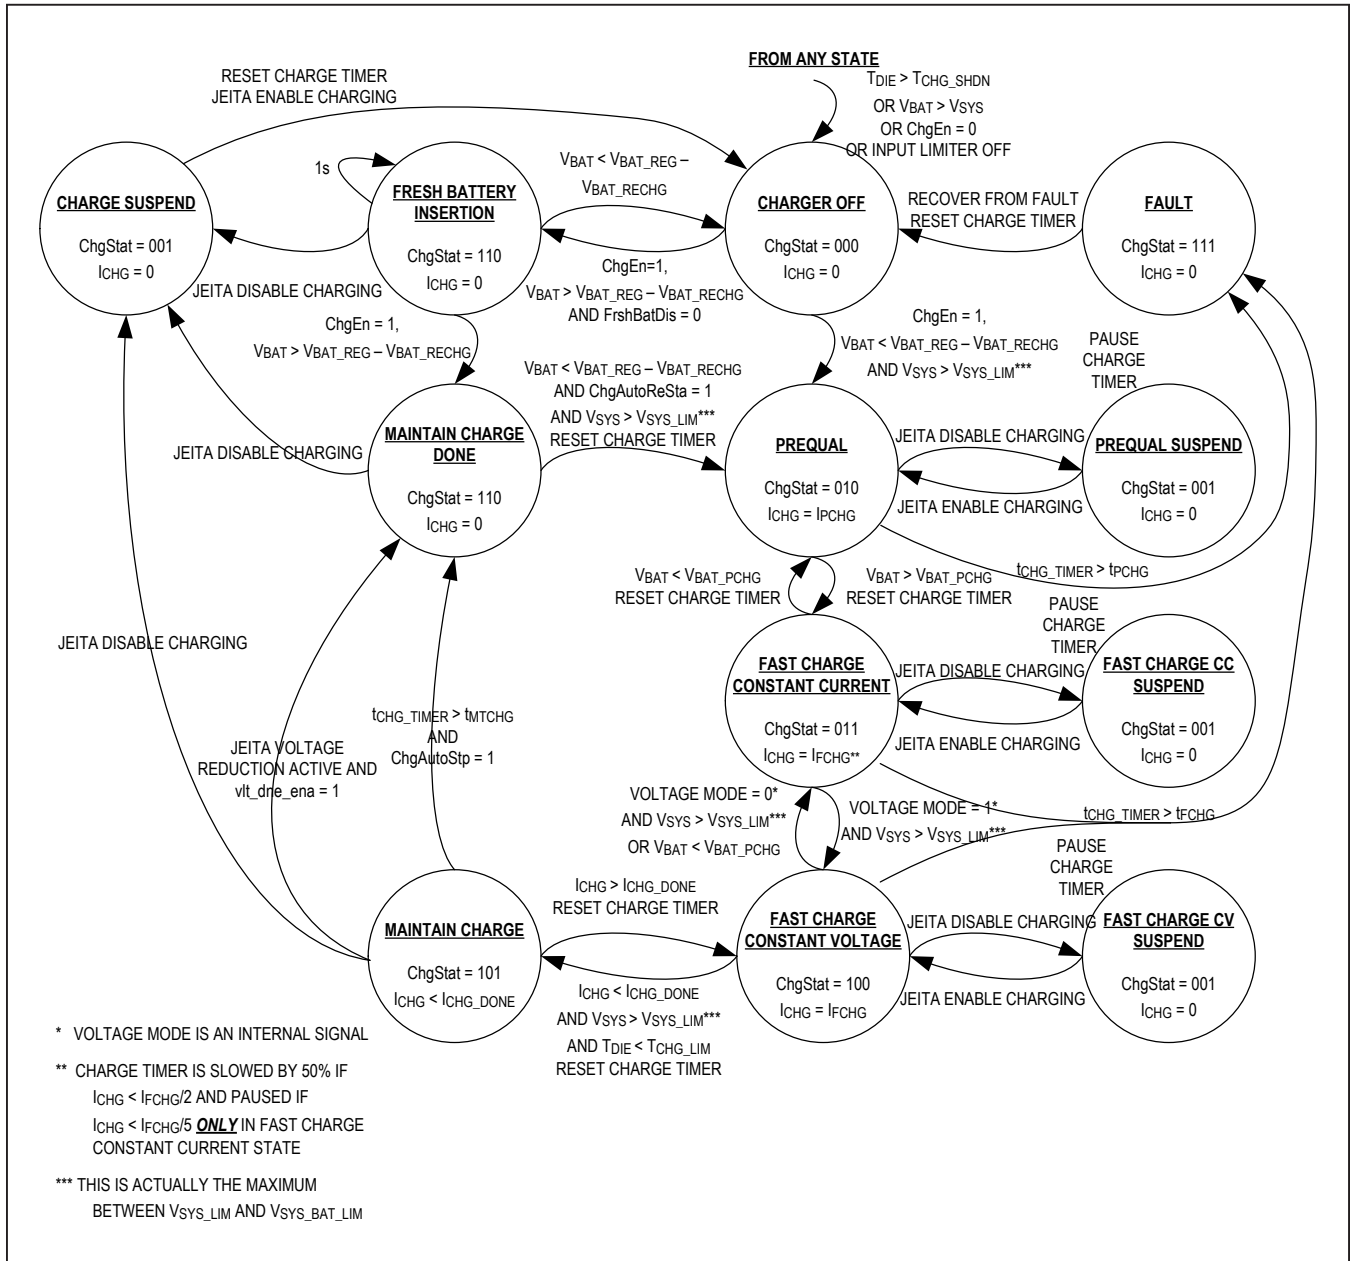 FROM ANY STATE
TDIE > TCHG_SHDN
OR VBAT > VSYS
OR ChgEn = 0
OR INPUT LIMITER OFF
RESET CHARGE TIMER
JEITA ENABLE CHARGING
1s
VBAT < VBAT_REG –
VBAT_RECHG
CHARGE SUSPEND
ChgStat = 001
ICHG = 0
FRESH BATTERY
INSERTION
ChgStat = 110
ICHG = 0
CHARGER OFF
ChgStat = 000
ICHG = 0
RECOVER FROM FAULT
RESET CHARGE TIMER
FAULT
ChgStat = 111
ICHG = 0
ChgEn=1,
VBAT > VBAT_REG – VBAT_RECHG
AND FrshBatDis = 0
JEITA DISABLE CHARGING
ChgEn = 1,
VBAT > VBAT_REG – VBAT_RECHG
ChgEn = 1,
VBAT < VBAT_REG – VBAT_RECHG
AND VSYS > VSYS_LIM***
PAUSE
CHARGE
TIMER
VBAT < VBAT_REG – VBAT_RECHG
AND ChgAutoReSta = 1
AND VSYS > VSYS_LIM***
RESET CHARGE TIMER
JEITA DISABLE CHARGING
MAINTAIN CHARGE
DONE
ChgStat = 110
ICHG = 0
PREQUAL
ChgStat = 010
ICHG = IPCHG
JEITA DISABLE CHARGING
JEITA ENABLE CHARGING
PREQUAL SUSPEND
ChgStat = 001
ICHG = 0
tCHG_TIMER > tPCHG
VBAT < VBAT_PCHG
RESET CHARGE TIMER
VBAT > VBAT_PCHG
RESET CHARGE TIMER
PAUSE
CHARGE
TIMER
JEITA DISABLE CHARGING
FAST CHARGE
CONSTANT CURRENT
ChgStat = 011
ICHG = IFCHG**
JEITA DISABLE CHARGING
JEITA ENABLE CHARGING
FAST CHARGE CC
SUSPEND
ChgStat = 001
ICHG = 0
tCHG_TIMER > tMTCHG
AND
ChgAutoStp = 1
JEITA VOLTAGE
REDUCTION ACTIVE AND
vlt_dne_ena = 1
VOLTAGE MODE = 0*
AND VSYS > VSYS_LIM***
OR VBAT < VBAT_PCHG
VOLTAGE MODE = 1*
AND VSYS > VSYS_LIM***
tCHG_TIMER > tFCHG
PAUSE
CHARGE
TIMER
ICHG > ICHG_DONE
RESET CHARGE TIMER
MAINTAIN CHARGE
ChgStat = 101
ICHG < ICHG_DONE
FAST CHARGE
CONSTANT VOLTAGE
ChgStat = 100
ICHG = IFCHG
JEITA DISABLE CHARGING
JEITA ENABLE CHARGING
FAST CHARGE CV
SUSPEND
ChgStat = 001
ICHG = 0
ICHG < ICHG_DONE
AND VSYS > VSYS_LIM***
AND TDIE < TCHG_LIM
RESET CHARGE TIMER
* VOLTAGE MODE IS AN INTERNAL SIGNAL
** CHARGE TIMER IS SLOWED BY 50% IF
ICHG < IFCHG/2 AND PAUSED IF
ICHG < IFCHG/5 ONLY IN FAST CHARGE
CONSTANT CURRENT STATE
*** THIS IS ACTUALLY THE MAXIMUM
BETWEEN VSYS_LIM AND VSYS_BAT_LIM